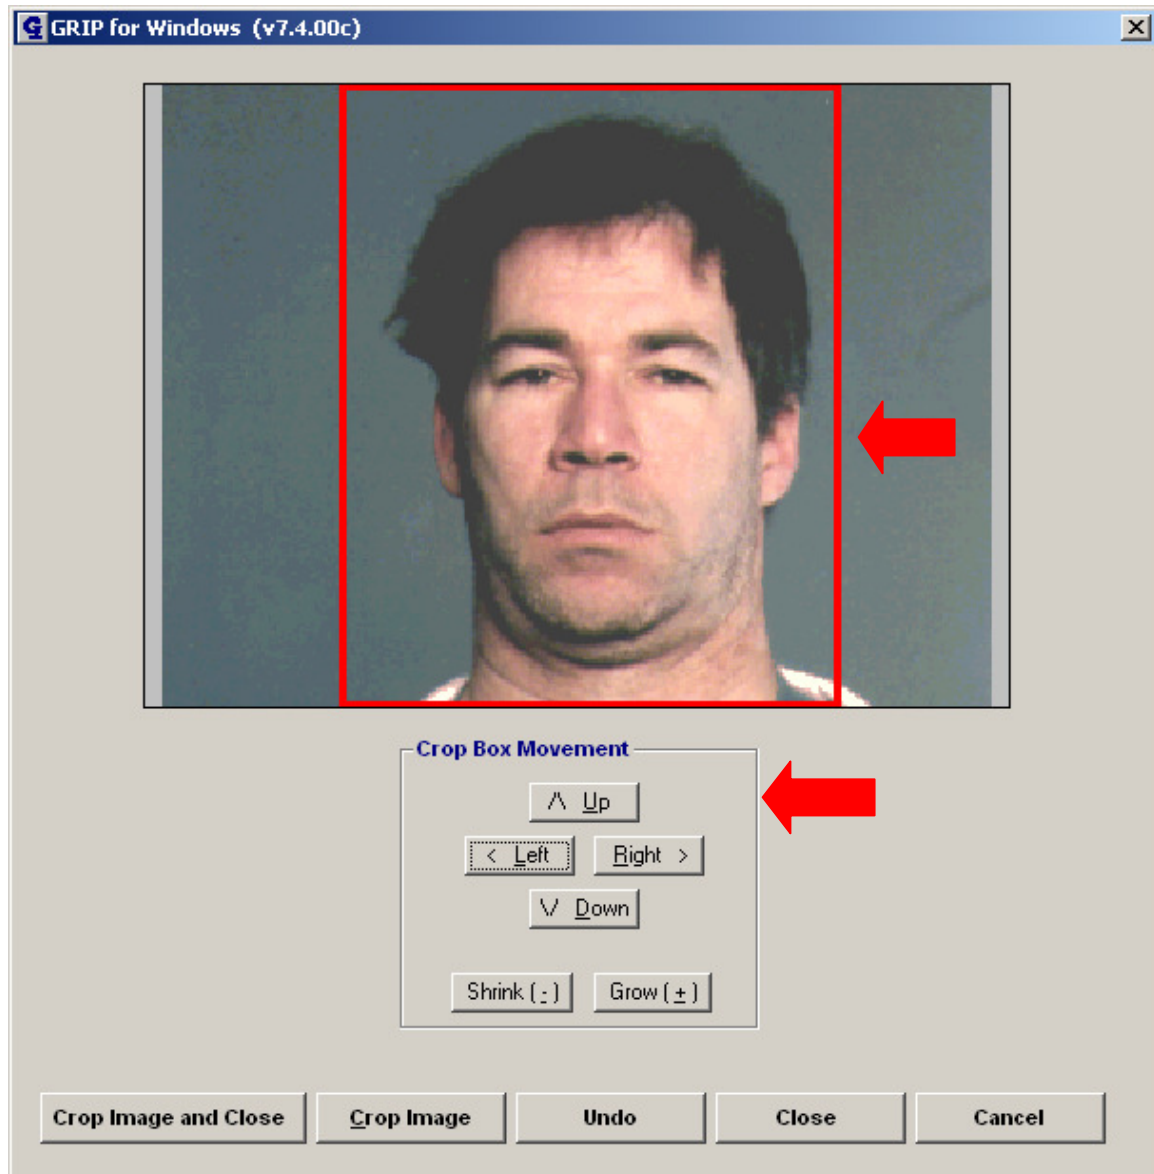 GRIP for Windows (v7.4.00c)
Crop Box Movement
/\ Up
< Left Right >
\/ Down
Shrink ( - ) Grow ( + )
Crop Image and Close Crop Image Undo Close Cancel